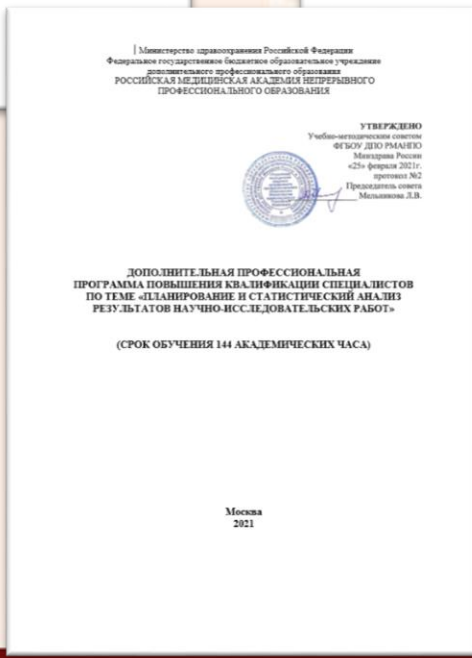 Министерство здравоохранения Российской Федерации
Федеральное государственное бюджетное образовательное учреждение
дополнительного профессионального образования
РОССИЙСКАЯ МЕДИЦИНСКАЯ АКАДЕМИЯ НЕПРЕРЫВНОГО
ПРОФЕССИОНАЛЬНОГО ОБРАЗОВАНИЯ
УТВЕРЖДЕНО
Учебно-методическим советом
ФГБОУ ДПО РМАНПО
Минздрава России
«25» февраля 2021г.
протокол №2
Председатель совета
Мельникова Л.В.
ДОПОЛНИТЕЛЬНАЯ ПРОФЕССИОНАЛЬНАЯ
ПРОГРАММА ПОВЫШЕНИЯ КВАЛИФИКАЦИИ СПЕЦИАЛИСТОВ
ПО ТЕМЕ «ПЛАНИРОВАНИЕ И СТАТИСТИЧЕСКИЙ АНАЛИЗ
РЕЗУЛЬТАТОВ НАУЧНО-ИССЛЕДОВАТЕЛЬСКИХ РАБОТ»
(СРОК ОБУЧЕНИЯ 144 АКАДЕМИЧЕСКИХ ЧАСА)
Москва
2021